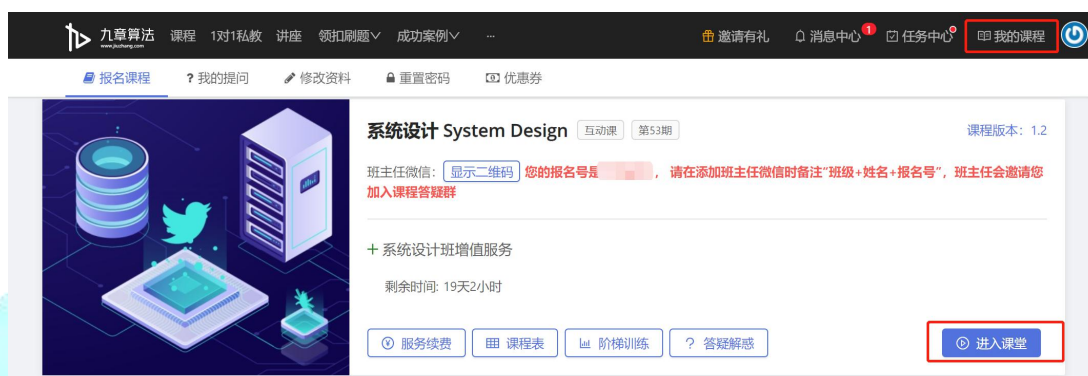 九章算法 课程 1对1私教 讲座 领扣刷题 成功案例 ... 邀请有礼 消息中心 1 任务中心 我的课程
www.jiuzhang.com
报名课程 ? 我的提问 修改资料 重置密码 优惠券
系统设计 System Design 互动课 第53期 课程版本：1.2
班主任微信： 显示二维码 您的报名号是 ，请在添加班主任微信时备注“班级+姓名+报名号”，班主任会邀请您
加入课程答疑群
+ 系统设计班增值服务
剩余时间: 19天2小时
服务续费 课程表 阶梯训练 ? 答疑解惑 进入课堂